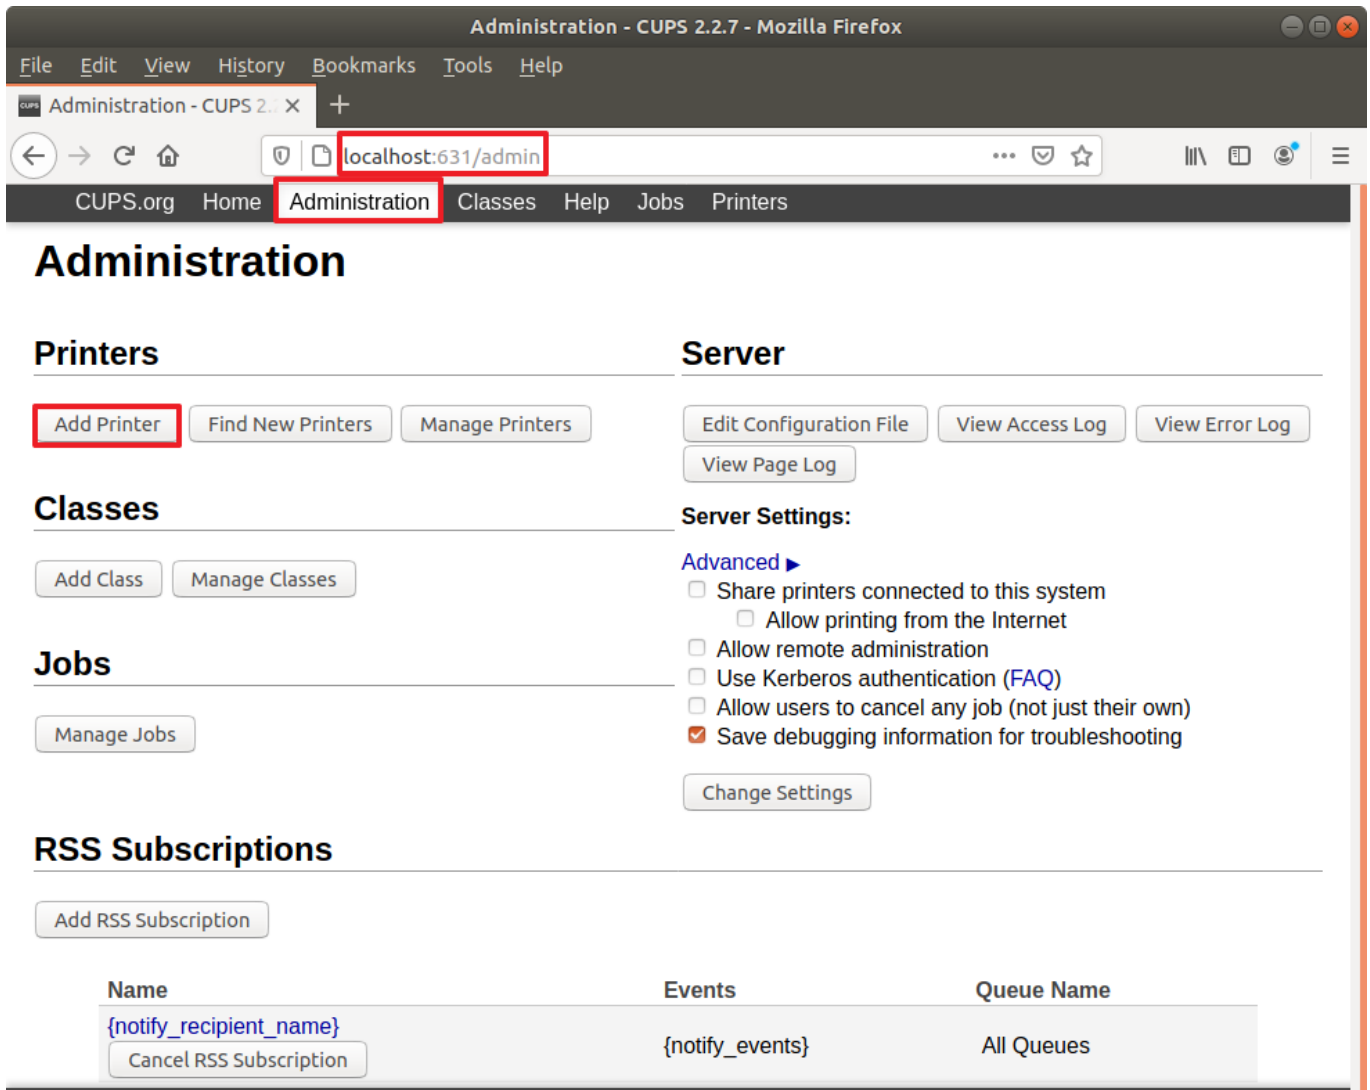 Administration - CUPS 2.2.7 - Mozilla Firefox
File Edit View History Bookmarks Tools Help
CUPS Administration - CUPS 2.
localhost:631/admin
CUPS.org Home Administration Classes Help Jobs Printers
Administration
Printers
Add Printer Find New Printers Manage Printers
Classes
Add Class Manage Classes
Jobs
Manage Jobs
Server
Edit Configuration File View Access Log View Error Log
View Page Log
Server Settings:
Advanced ▶
Share printers connected to this system
Allow printing from the Internet
Allow remote administration
Use Kerberos authentication (FAQ)
Allow users to cancel any job (not just their own)
Save debugging information for troubleshooting
Change Settings
RSS Subscriptions
Add RSS Subscription
Name Events Queue Name
{notify_recipient_name}
Cancel RSS Subscription
{notify_events} All Queues